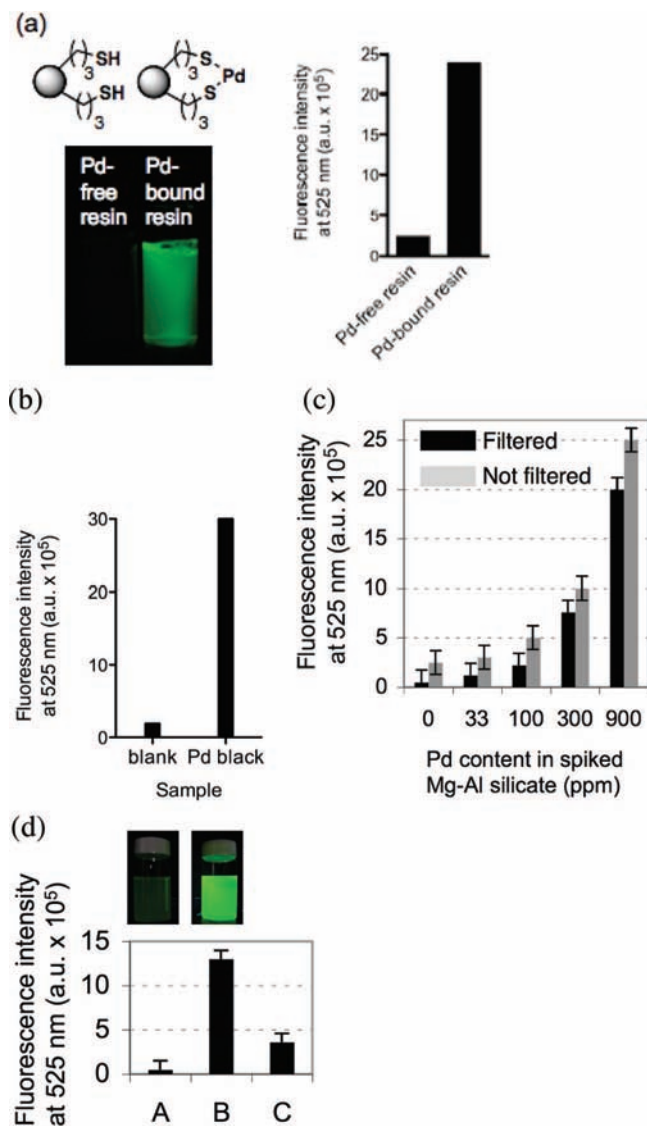 (a)
SH
3
SH
3
S
3
Pd
S
3
Pd-free resin
Pd-bound resin
Fluorescence intensity
at 525 nm (a.u. x 10⁵)
25
20
15
10
5
0
Pd-free resin
Pd-bound resin
(b)
Fluorescence intensity
at 525 nm (a.u. x 10⁵)
30
20
10
0
blank Pd black
Sample
(c)
Fluorescence intensity
at 525 nm (a.u. x 10⁵)
25
20
15
10
5
0
Filtered
Not filtered
0 33 100 300 900
Pd content in spiked
Mg-Al silicate (ppm)
(d)
Fluorescence intensity
at 525 nm (a.u. x 10⁵)
15
10
5
0
A B C